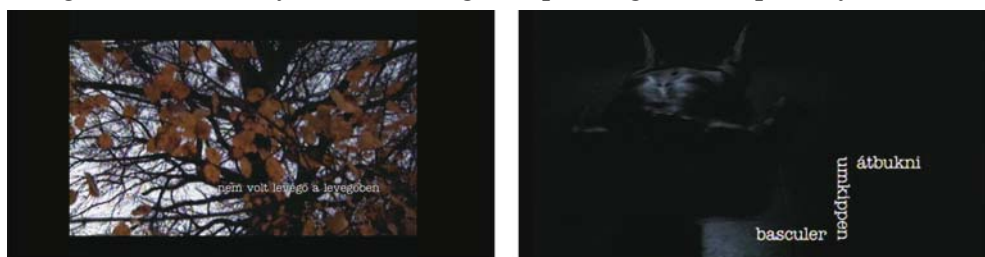 nem volt levegő a levegőben
átbukni
umkippen
basculer